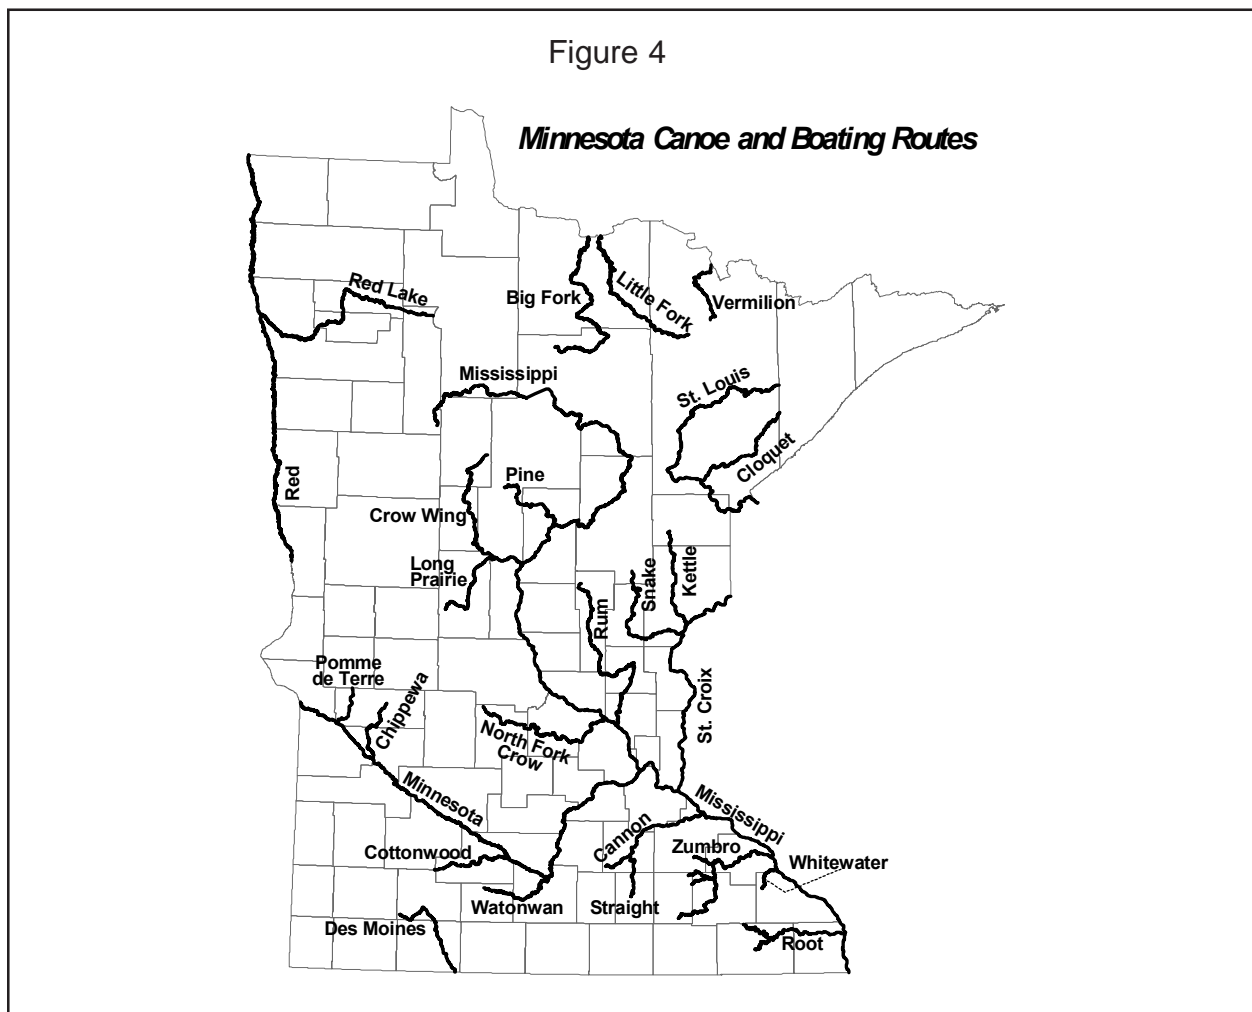 Figure 4
Minnesota Canoe and Boating Routes
Red Lake
Big Fork
Little Fork
Vermilion
Mississippi
St. Louis
Cloquet
Red
Pine
Crow Wing
Long
Prairie
Rum
Snake
Kettle
Pomme
de Terre
Chippewa
North Fork
Crow
St. Croix
Minnesota
Mississippi
Cannon
Zumbro
Cottonwood
Whitewater
Watonwan
Straight
Des Moines
Root